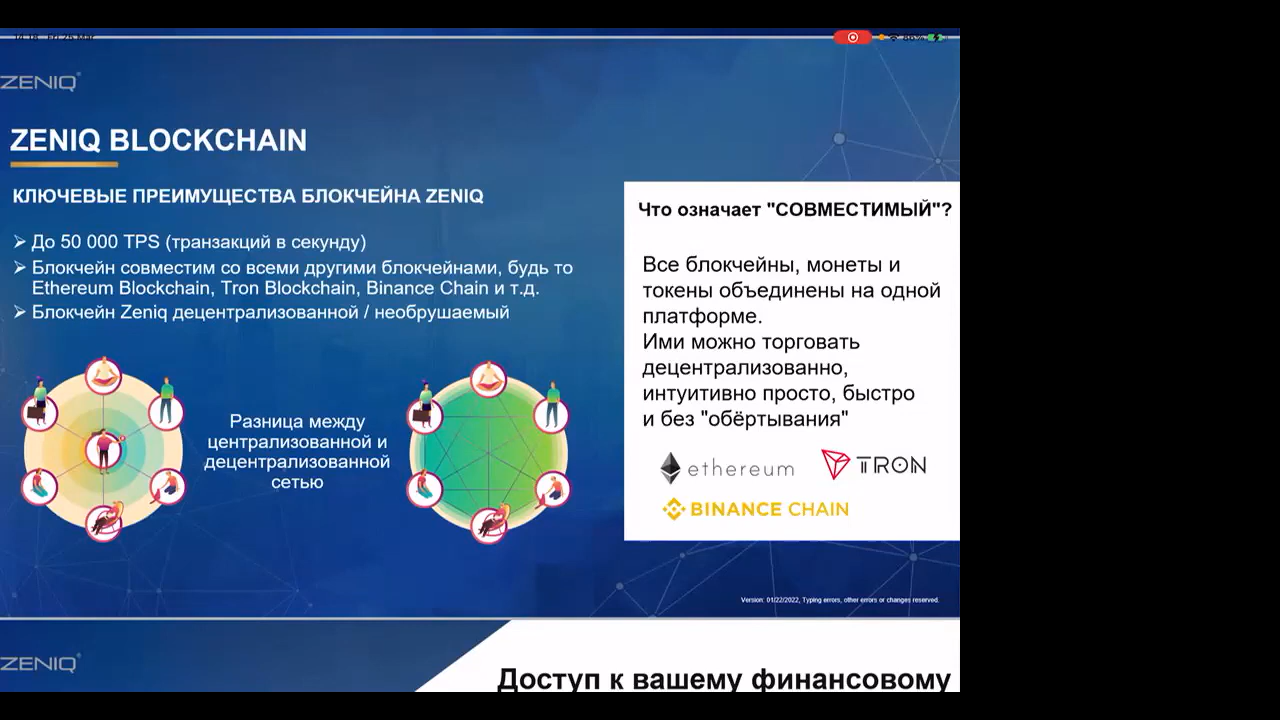 ZENIQ
ZENIQ BLOCKCHAIN
КЛЮЧЕВЫЕ ПРЕИМУЩЕСТВА БЛОКЧЕЙНА ZENIQ
До 50 000 TPS (транзакций в секунду)
Блокчейн совместим со всеми другими блокчейнами, будь то
Ethereum Blockchain, Tron Blockchain, Binance Chain и т.д.
Блокчейн Zeniq децентрализованной / необрушаемый
Разница между
централизованной и
децентрализованной
сетью
Что означает "СОВМЕСТИМЫЙ"?
Все блокчейны, монеты и
токены объединены на одной
платформе.
Ими можно торговать
децентрализованно,
интуитивно просто, быстро
и без "обёртывания"
ethereum
TRON
BINANCE CHAIN
Version: 01/22/2022, Typing errors, other errors or changes reserved.
ZENIQ
Доступ к вашему финансовому